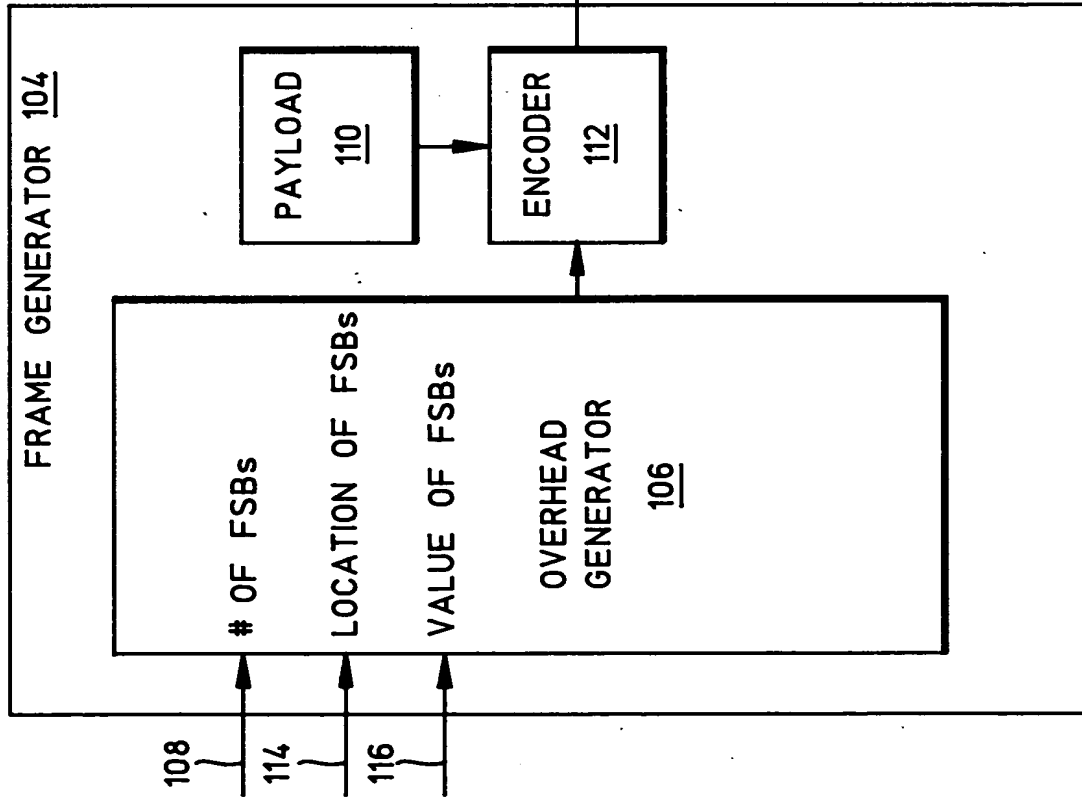 FRAME GENERATOR 104
108
# OF FSBs
114
LOCATION OF FSBs
116
VALUE OF FSBs
OVERHEAD
GENERATOR
106
PAYLOAD
110
ENCODER
112